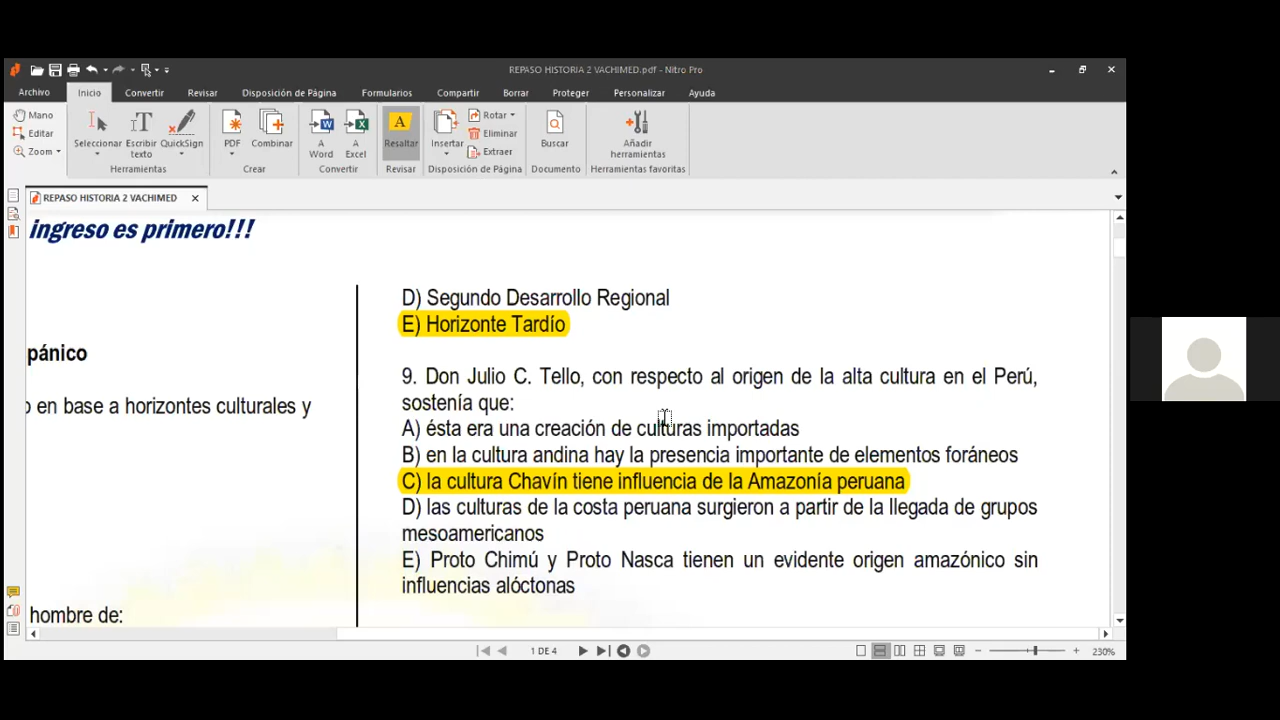 REPASO HISTORIA 2 VACHIMED.pdf - Nitro Pro
Archivo Inicio Convertir Revisar Disposición de Página Formularios Compartir Borrar Proteger Personalizar Ayuda
Mano
Editar
Zoom
Seleccionar
Escribir texto
QuickSign
Herramientas
PDF
Combinar
Crear
A Word
A Excel
Convertir
A
Resaltar
Revisar
Insertar
Rotar
Eliminar
Extraer
Disposición de Página
Buscar
Documento
Añadir herramientas
Herramientas favoritas
REPASO HISTORIA 2 VACHIMED
ingreso es primero!!!
pánico
o en base a horizontes culturales y
hombre de:
D) Segundo Desarrollo Regional
E) Horizonte Tardío
9. Don Julio C. Tello, con respecto al origen de la alta cultura en el Perú,
sostenía que:
A) ésta era una creación de culturas importadas
B) en la cultura andina hay la presencia importante de elementos foráneos
C) la cultura Chavín tiene influencia de la Amazonía peruana
D) las culturas de la costa peruana surgieron a partir de la llegada de grupos
mesoamericanos
E) Proto Chimú y Proto Nasca tienen un evidente origen amazónico sin
influencias alóctonas
1 DE 4
230%